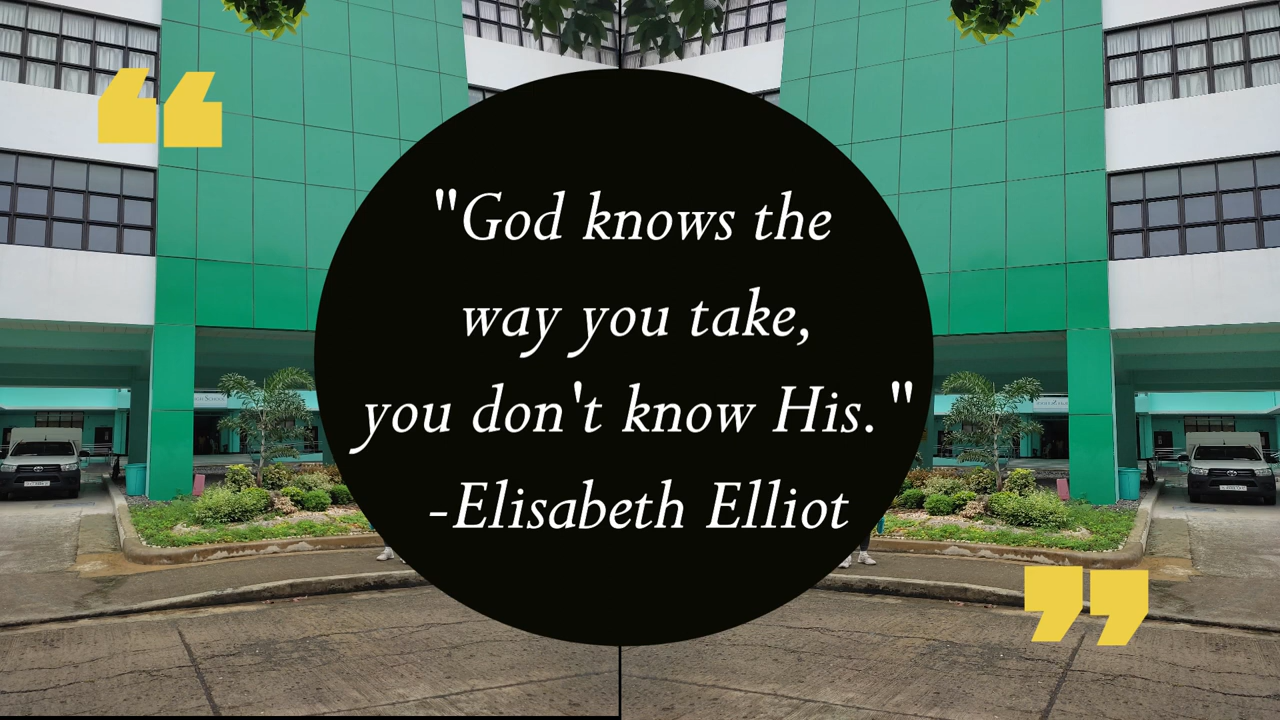 "God knows the
way you take,
you don't know His."
-Elisabeth Elliot